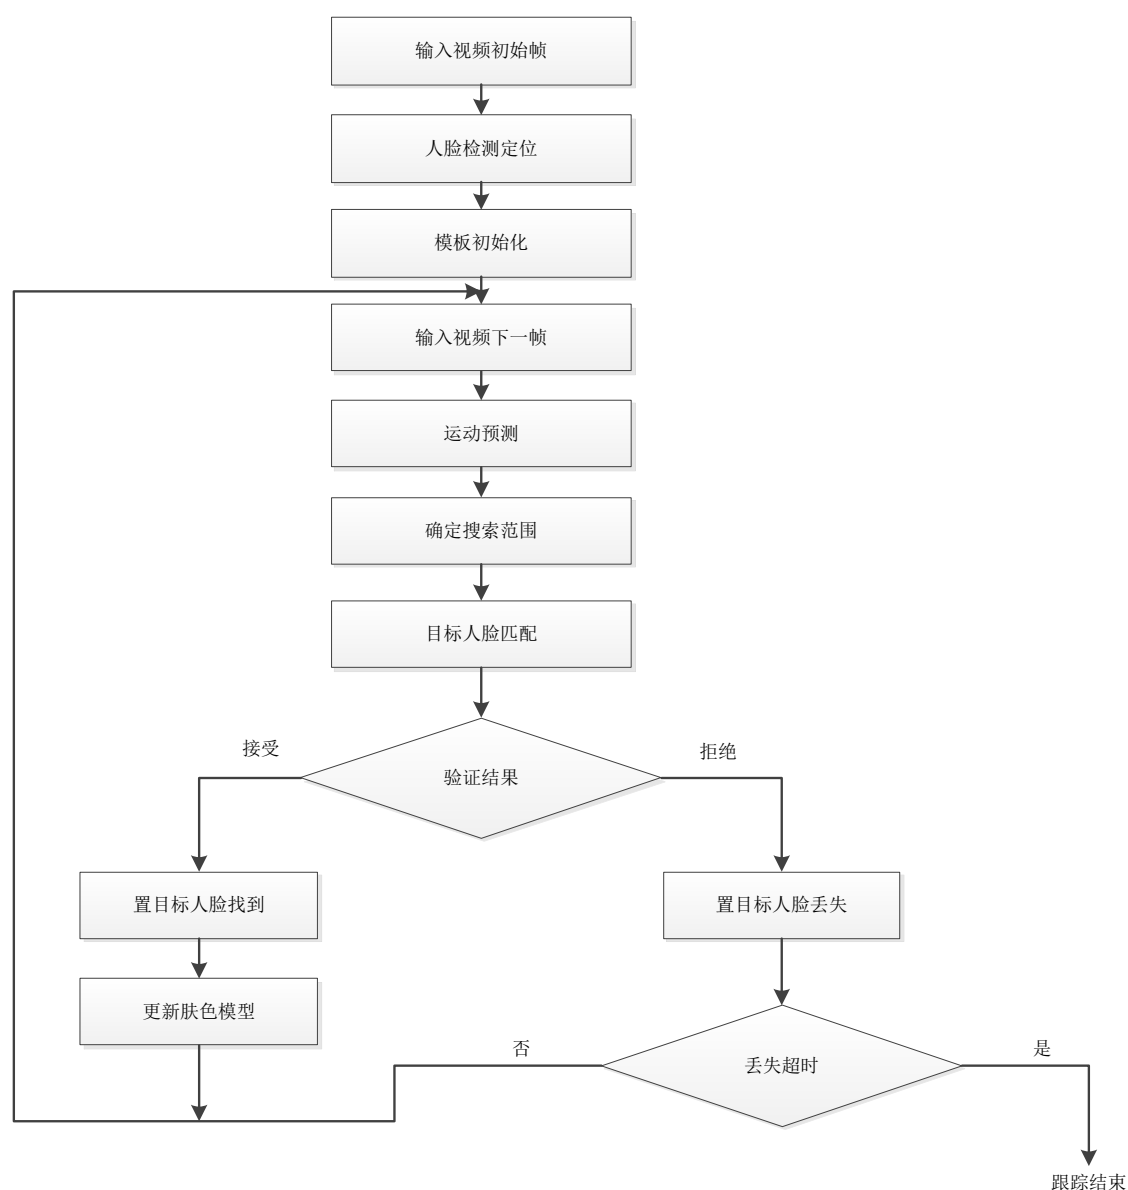 输入视频初始帧
人脸检测定位
模板初始化
输入视频下一帧
运动预测
确定搜索范围
目标人脸匹配
接受
拒绝
验证结果
置目标人脸找到
置目标人脸丢失
更新肤色模型
否
是
丢失超时
跟踪结束